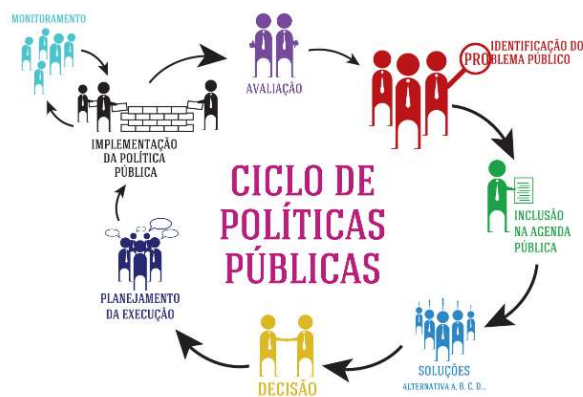 MONITORAMENTO
AVALIAÇÃO
IDENTIFICAÇÃO DO
PROBLEMA PÚBLICO
IMPLEMENTAÇÃO
DA POLÍTICA
PÚBLICA
CICLO DE
POLÍTICAS
PÚBLICAS
INCLUSÃO
NA AGENDA
PÚBLICA
PLANEJAMENTO
DA EXECUÇÃO
DECISÃO
SOLUÇÕES
ALTERNATIVA A, B, C, D...